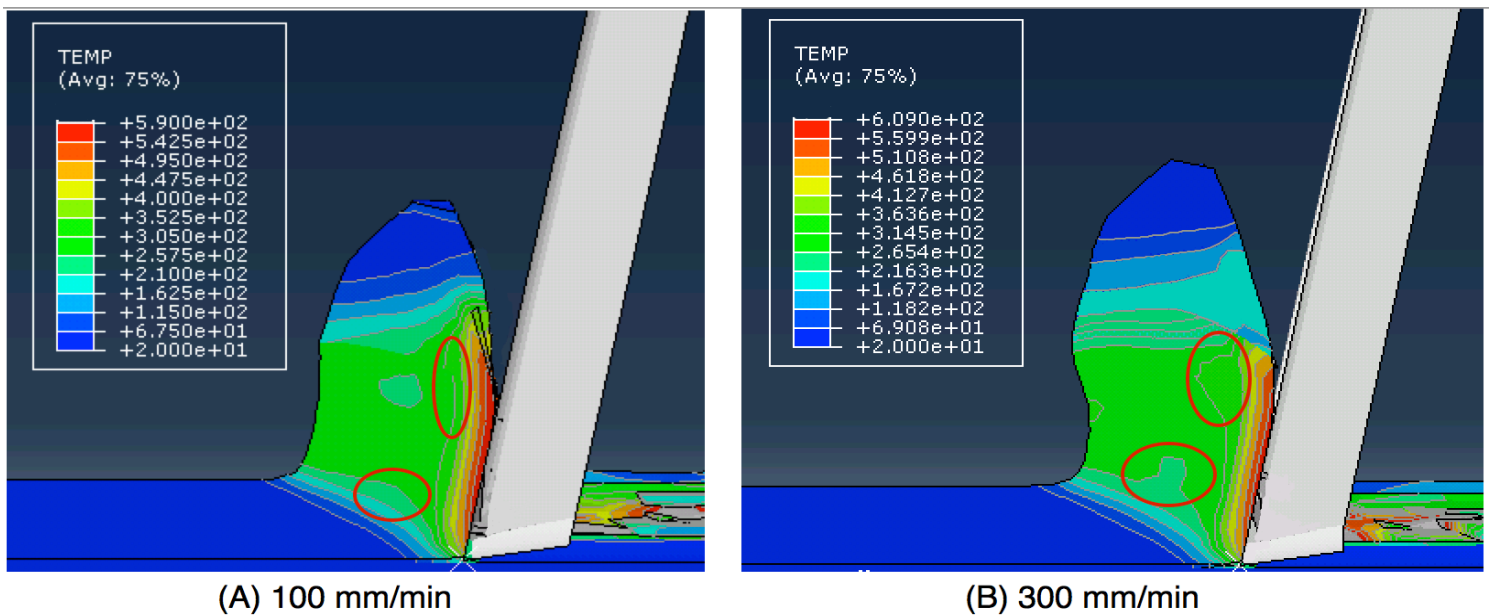 TEMP
(Avg: 75%)
+5.900e+02
+5.425e+02
+4.950e+02
+4.475e+02
+4.000e+02
+3.525e+02
+3.050e+02
+2.575e+02
+2.100e+02
+1.625e+02
+1.150e+02
+6.750e+01
+2.000e+01
(A) 100 mm/min
TEMP
(Avg: 75%)
+6.090e+02
+5.599e+02
+5.108e+02
+4.618e+02
+4.127e+02
+3.636e+02
+3.145e+02
+2.654e+02
+2.163e+02
+1.672e+02
+1.182e+02
+6.908e+01
+2.000e+01
(B) 300 mm/min